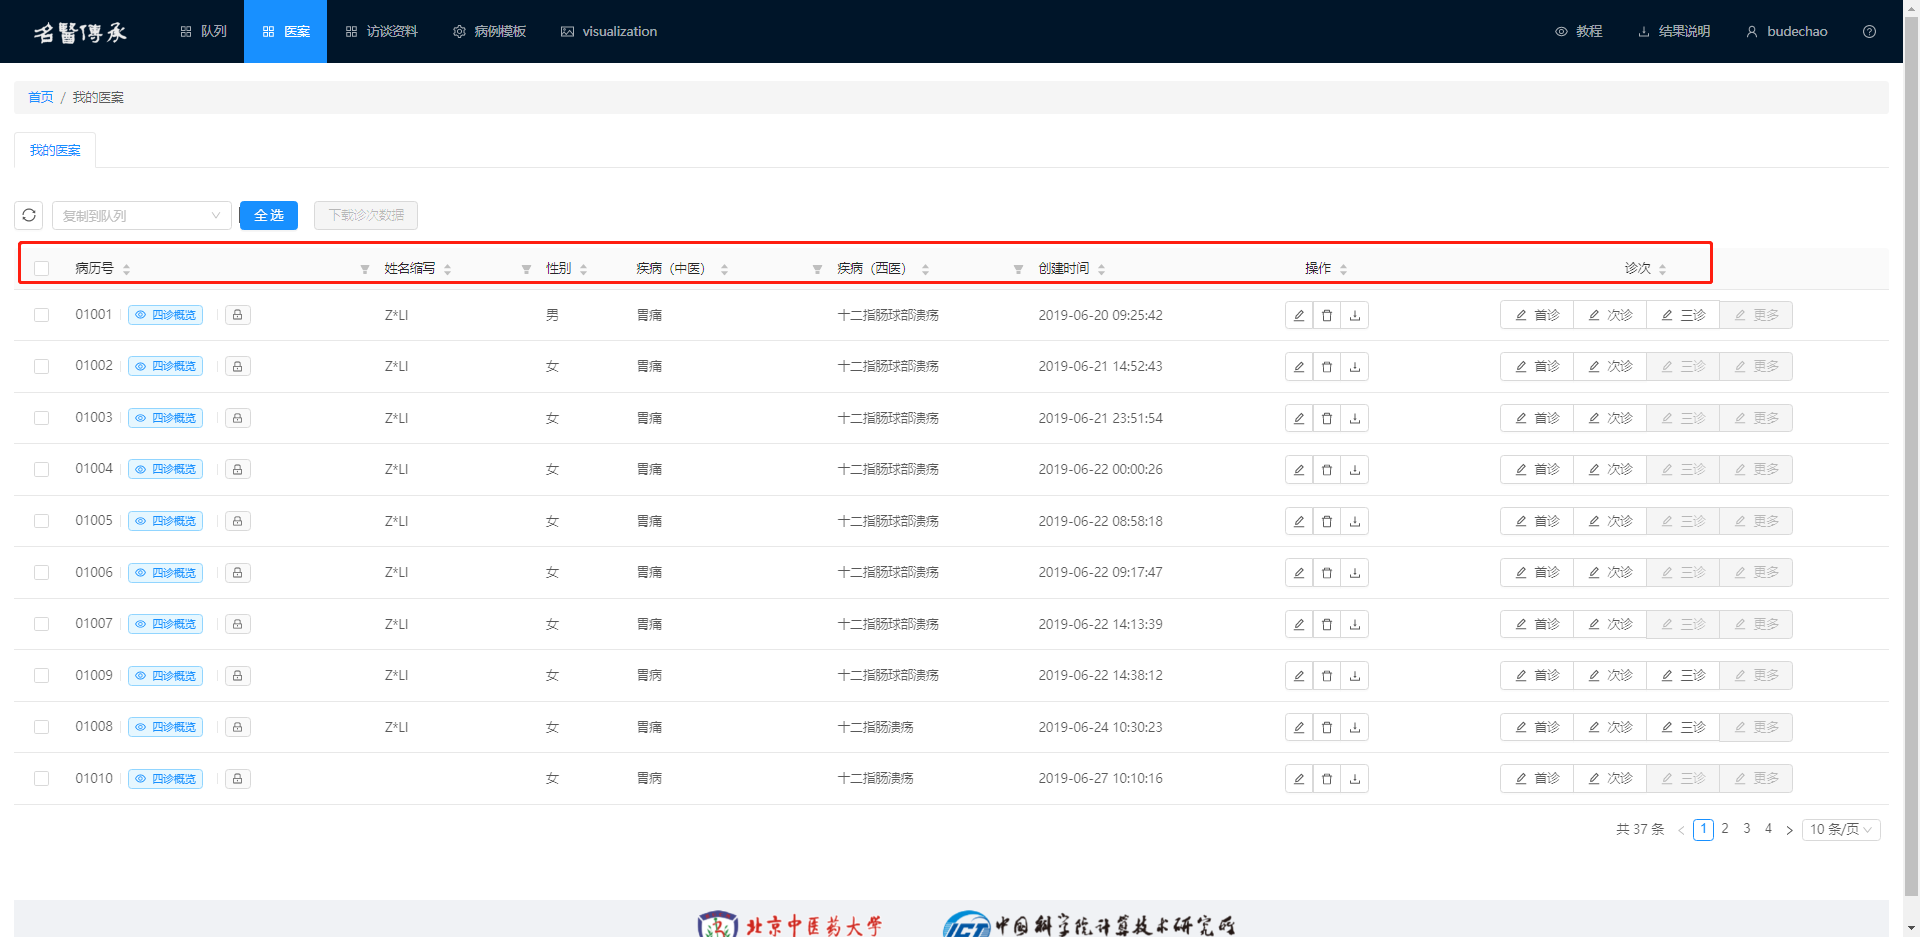 名醫傳承 队列 医案 访谈资料 病例模板 visualization 教程 结果说明 budechao
首页 / 我的医案
我的医案
复制到队列 全选 下载诊次数据
病历号 姓名缩写 性别 疾病（中医） 疾病（西医） 创建时间 操作 诊次
01001 四诊概览 Z*LI 男 胃痛 十二指肠球部溃疡 2019-06-20 09:25:42 首诊 次诊 三诊 更多
01002 四诊概览 Z*LI 女 胃痛 十二指肠球部溃疡 2019-06-21 14:52:43 首诊 次诊 三诊 更多
01003 四诊概览 Z*LI 女 胃痛 十二指肠球部溃疡 2019-06-21 23:51:54 首诊 次诊 三诊 更多
01004 四诊概览 Z*LI 女 胃痛 十二指肠球部溃疡 2019-06-22 00:00:26 首诊 次诊 三诊 更多
01005 四诊概览 Z*LI 女 胃痛 十二指肠球部溃疡 2019-06-22 08:58:18 首诊 次诊 三诊 更多
01006 四诊概览 Z*LI 女 胃痛 十二指肠球部溃疡 2019-06-22 09:17:47 首诊 次诊 三诊 更多
01007 四诊概览 Z*LI 女 胃痛 十二指肠球部溃疡 2019-06-22 14:13:39 首诊 次诊 三诊 更多
01009 四诊概览 Z*LI 女 胃病 十二指肠球部溃疡 2019-06-22 14:38:12 首诊 次诊 三诊 更多
01008 四诊概览 Z*LI 女 胃痛 十二指肠溃疡 2019-06-24 10:30:23 首诊 次诊 三诊 更多
01010 四诊概览 女 胃病 十二指肠溃疡 2019-06-27 10:10:16 首诊 次诊 三诊 更多
共 37 条 < 1 2 3 4 > 10 条/页
北京中医药大学 ICT 中国科学院计算技术研究所